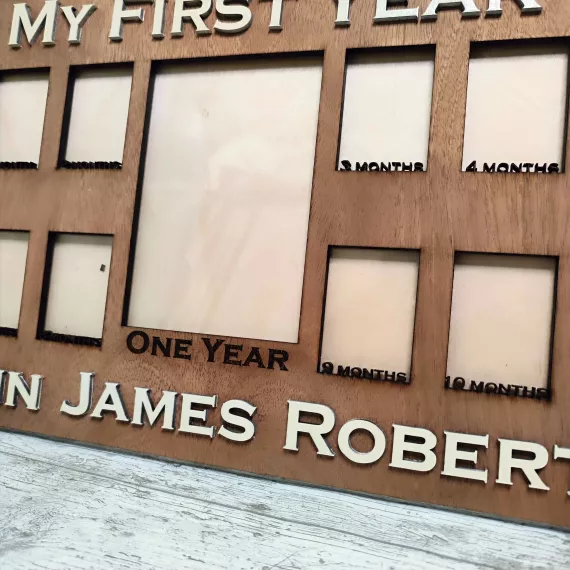 My First Year
3 Months
4 Months
One Year
9 Months
10 Months
James Robert